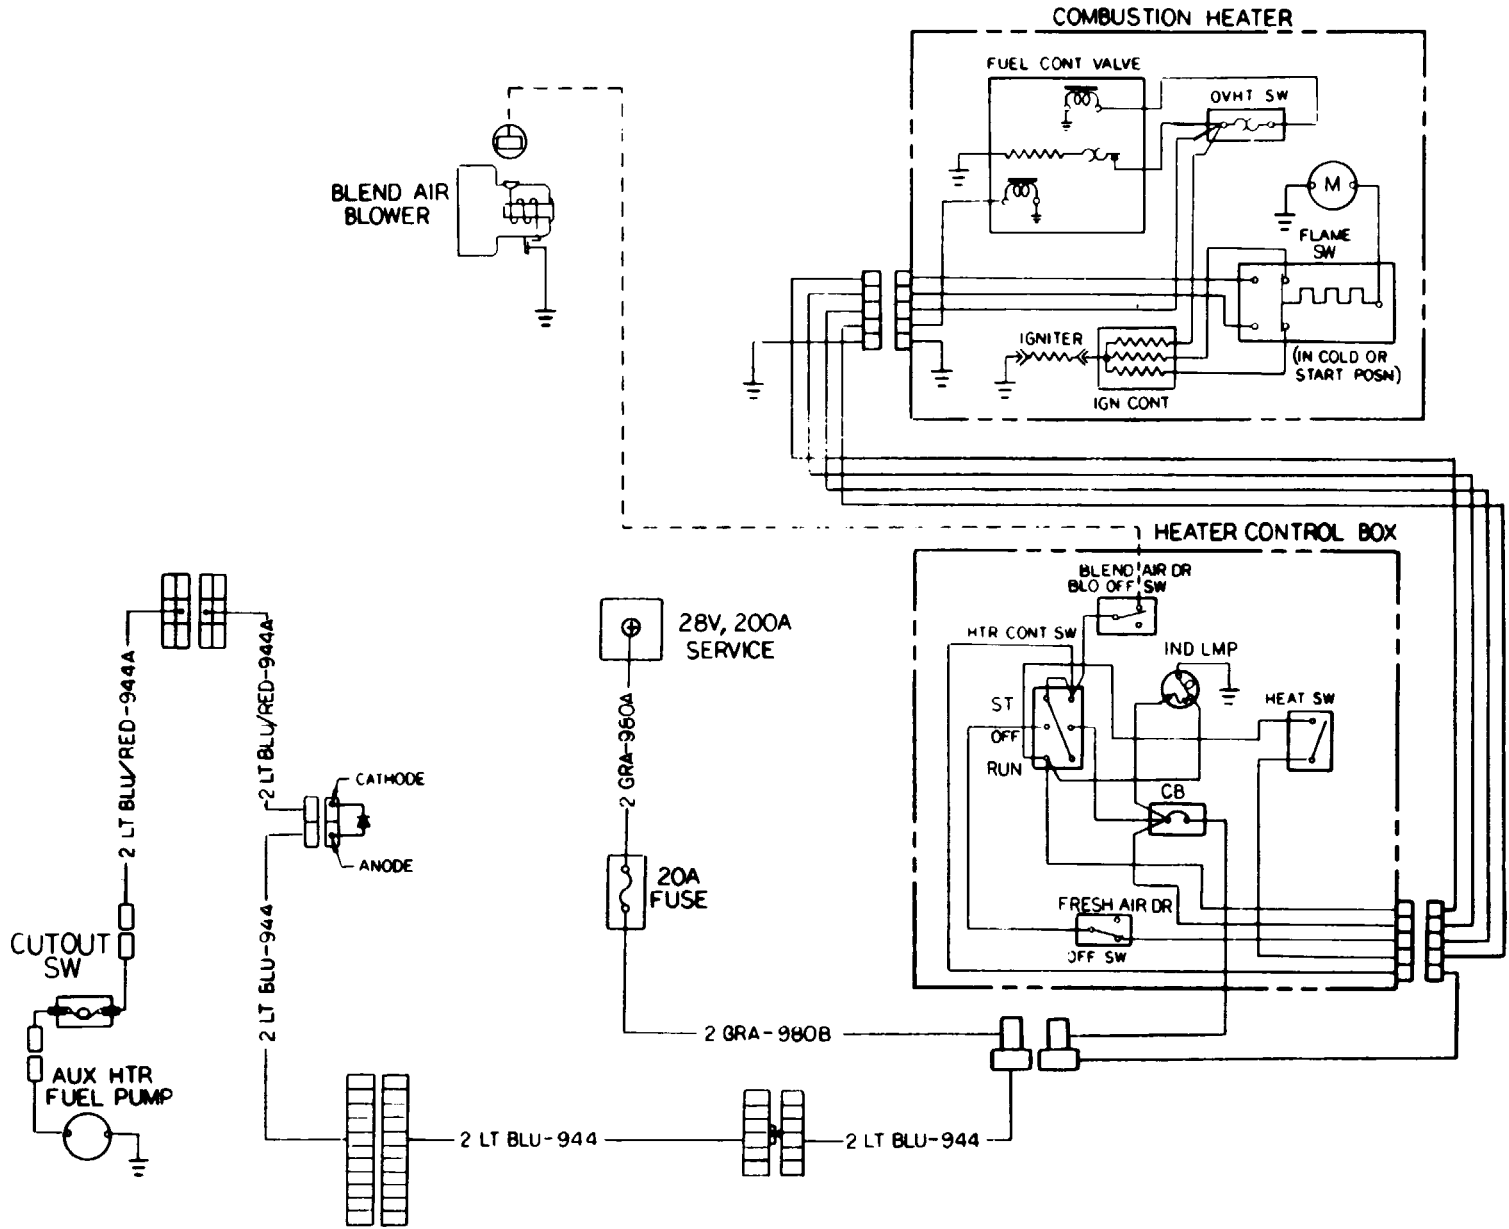 COMBUSTION HEATER
FUEL CONT VALVE
OVHT SW
M
BLEND AIR
BLOWER
FLAME
SW
IGNITER
(IN COLD OR
START POSN)
IGN CONT
HEATER CONTROL BOX
BLEND AIR DR
BLO OFF SW
28V, 200A
SERVICE
HTR CONT SW
IND LMP
ST
OFF
RUN
HEAT SW
2 LT BLU/RED-944A
2 LT BLU/RED-944A
2 GRA-980A
CATHODE
ANODE
CB
20A
FUSE
FRESH AIR DR
OFF SW
CUTOUT
SW
2 LT BLU-944
2 GRA-980B
AUX HTR
FUEL PUMP
2 LT BLU-944
2 LT BLU-944